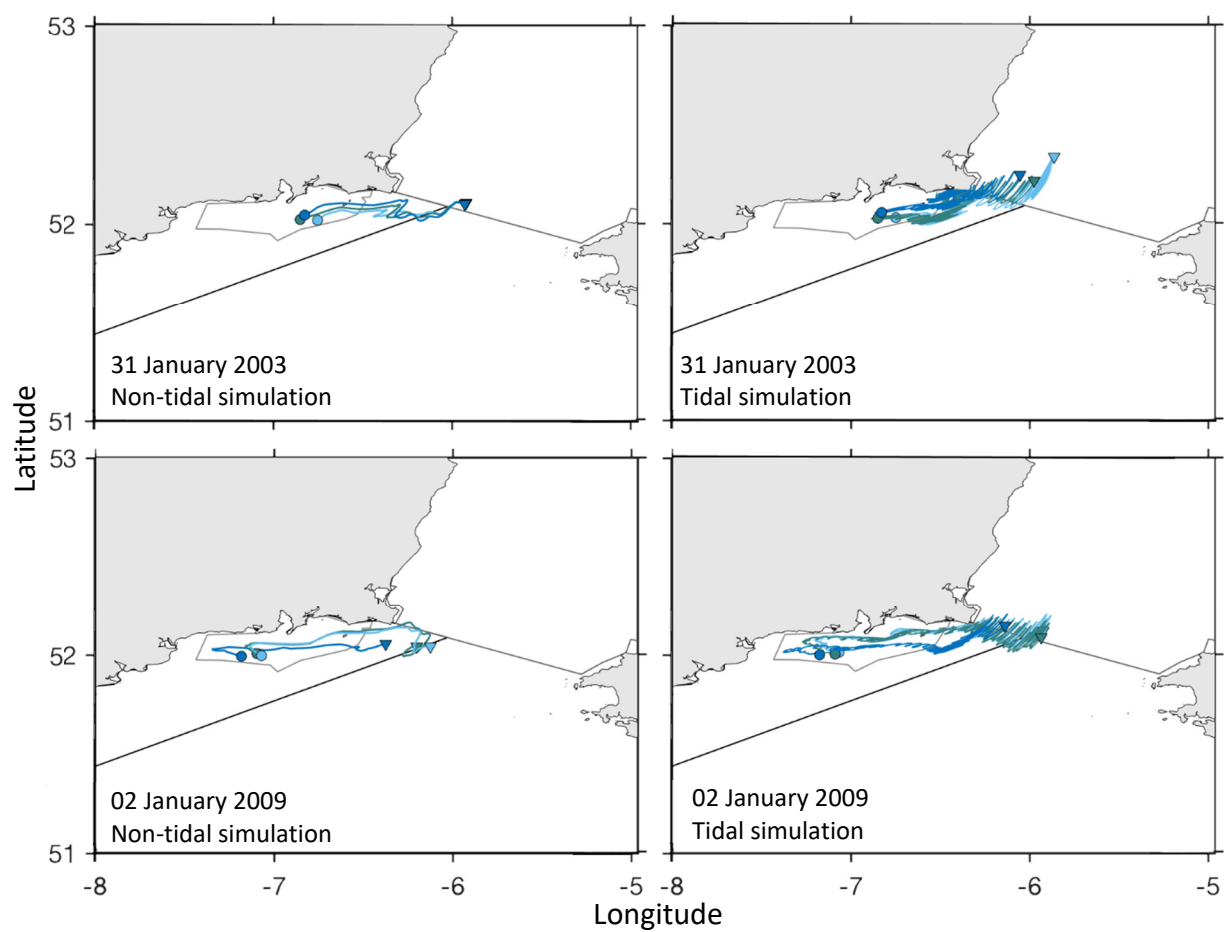 53
52
31 January 2003
Non-tidal simulation
31 January 2003
Tidal simulation
51
53
52
02 January 2009
Non-tidal simulation
02 January 2009
Tidal simulation
51
-8
-7
-6
-5
-8
-7
-6
-5
Latitude
Longitude